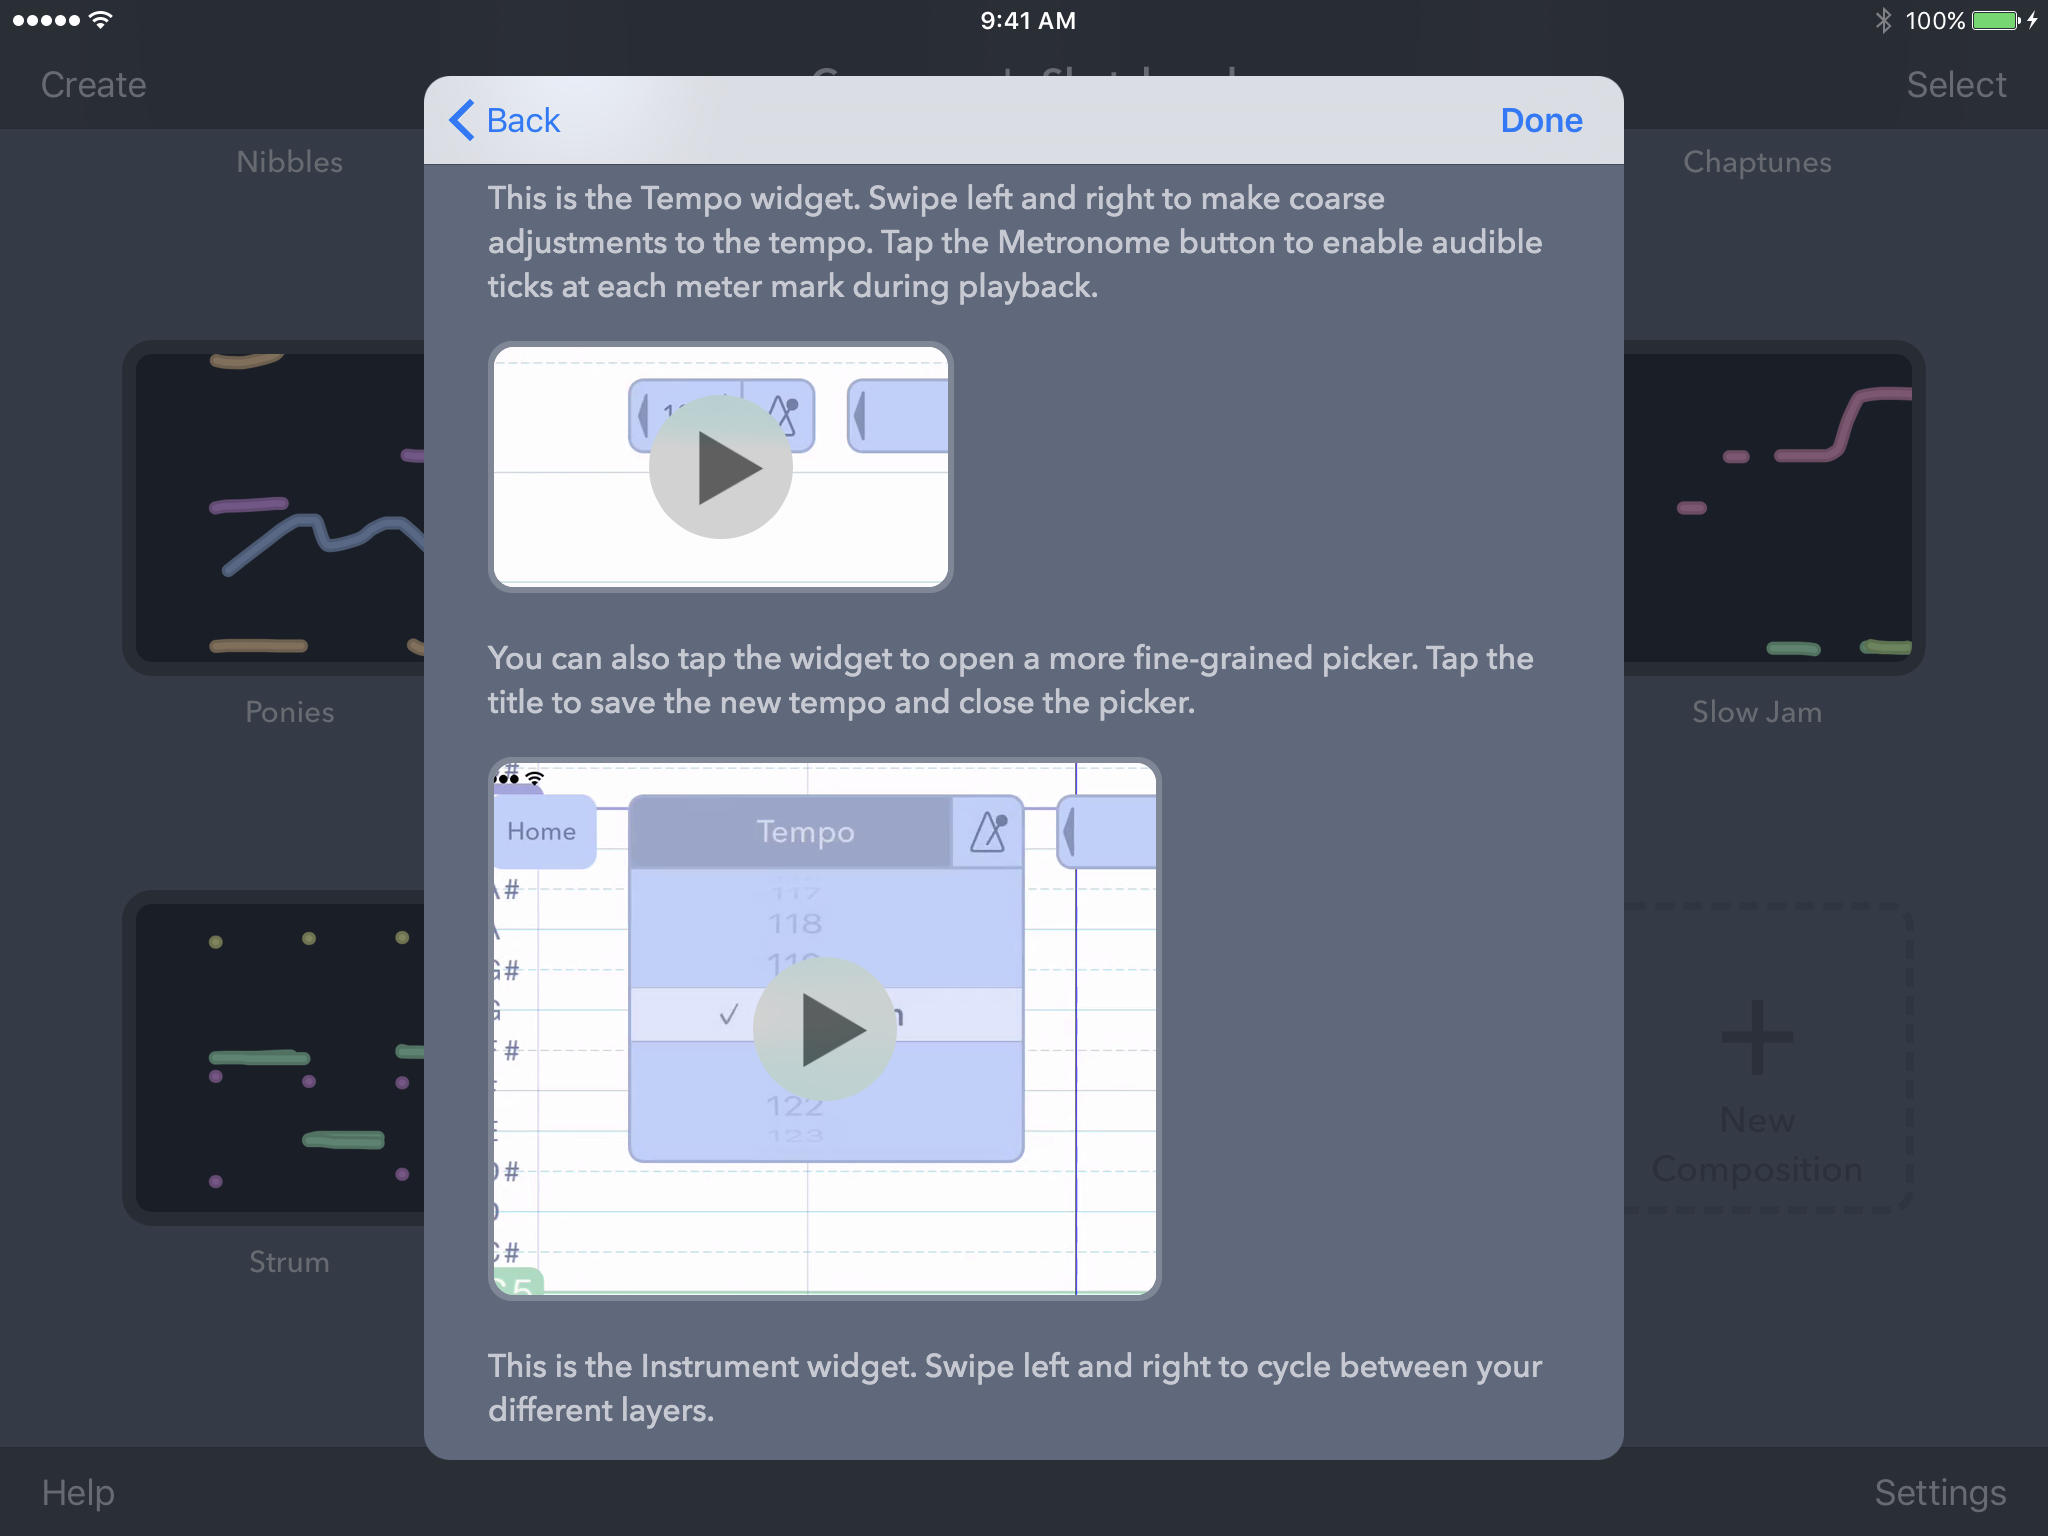 9:41 AM
100%
Create
Select
Back
Done
Nibbles
Chaptunes
This is the Tempo widget. Swipe left and right to make coarse
adjustments to the tempo. Tap the Metronome button to enable audible
ticks at each meter mark during playback.
You can also tap the widget to open a more fine-grained picker. Tap the
title to save the new tempo and close the picker.
Ponies
Slow Jam
Home
Tempo
117
118
119
122
123
A#
A
G#
G
F#
E
D#
D
C#
C5
New
Composition
Strum
This is the Instrument widget. Swipe left and right to cycle between your
different layers.
Help
Settings